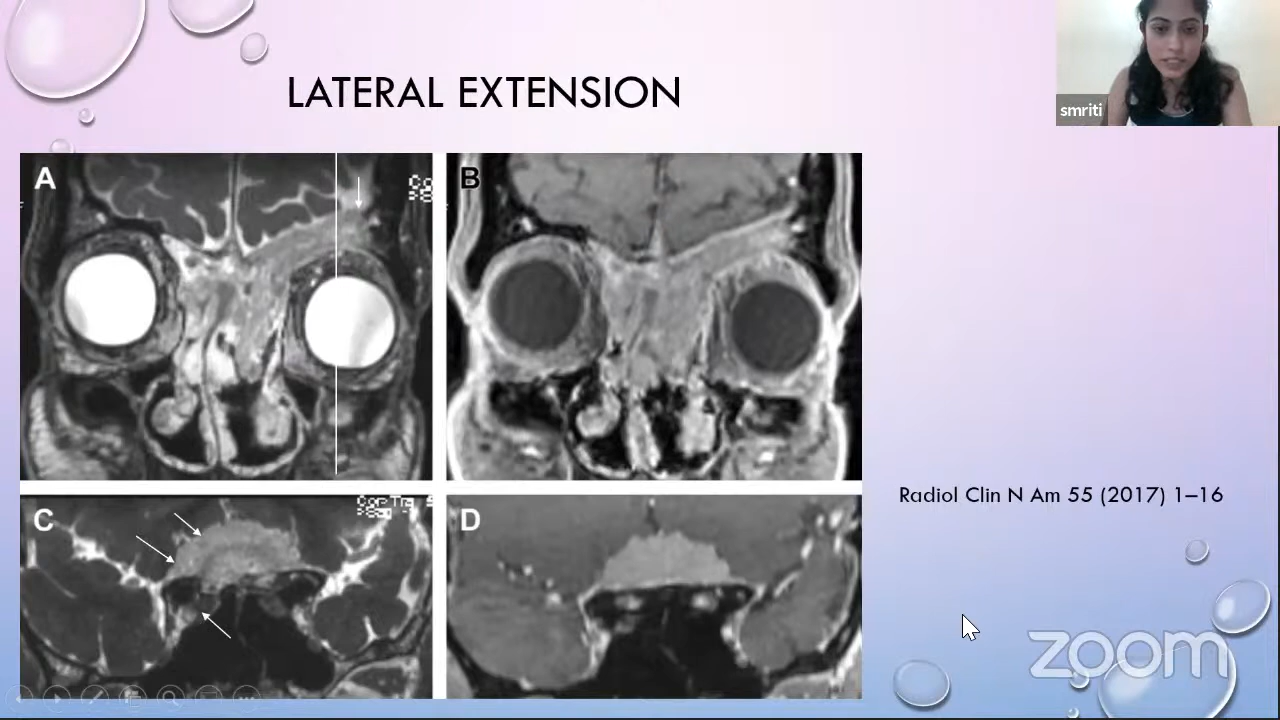 LATERAL EXTENSION
smriti
A
B
C
D
Radiol Clin N Am 55 (2017) 1–16
zoom